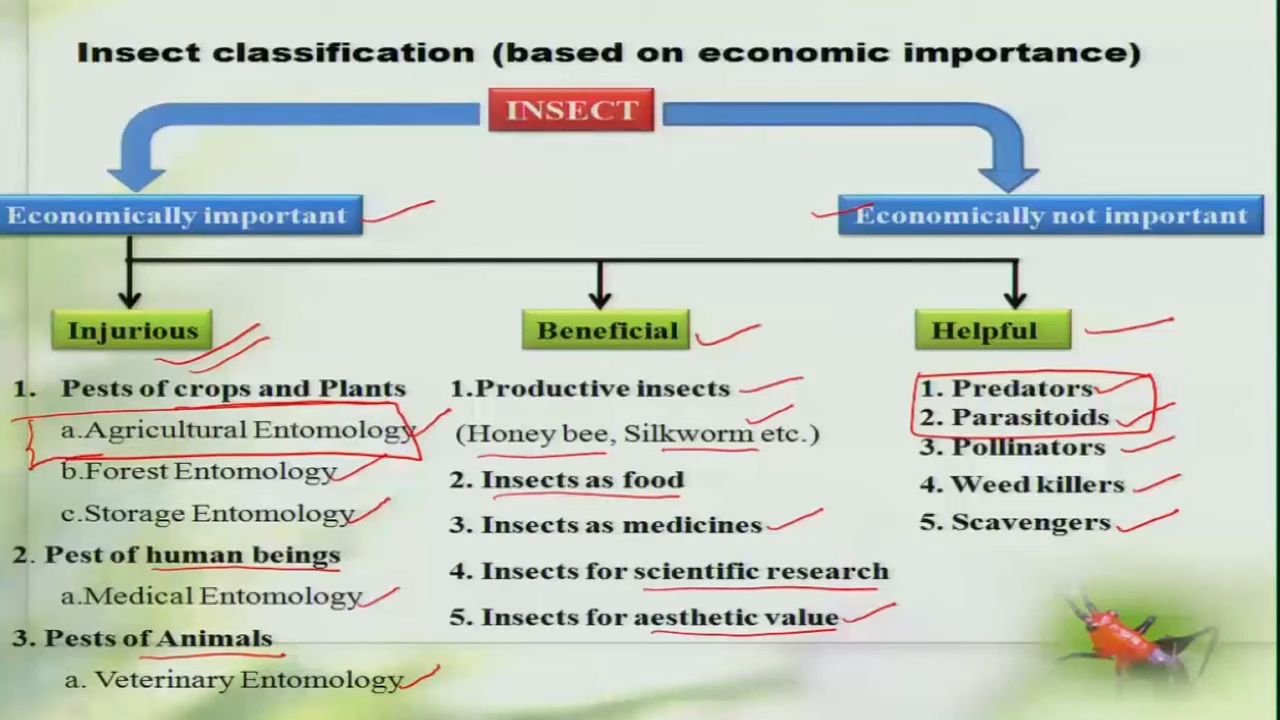 Insect classification (based on economic importance)
INSECT
Economically important
Economically not important
Injurious
1. Pests of crops and Plants
a.Agricultural Entomology
b.Forest Entomology
c.Storage Entomology
2. Pest of human beings
a.Medical Entomology
3. Pests of Animals
a. Veterinary Entomology
Beneficial
1.Productive insects
(Honey bee, Silkworm etc.)
2. Insects as food
3. Insects as medicines
4. Insects for scientific research
5. Insects for aesthetic value
Helpful
1. Predators
2. Parasitoids
3. Pollinators
4. Weed killers
5. Scavengers